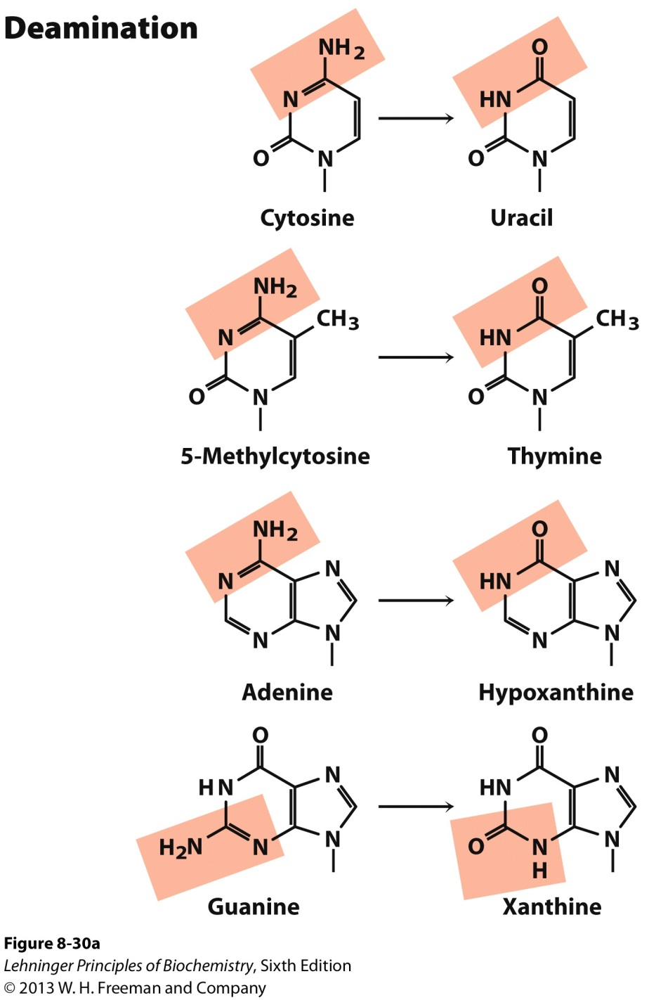 Deamination
NH2
O
N
HN
O
N
O
N
Cytosine
Uracil
NH2
O
CH3
CH3
N
HN
O
N
O
N
5-Methylcytosine
Thymine
NH2
O
N
N
N
HN
N
N
N
N
Adenine
Hypoxanthine
O
O
N
N
HN
HN
H2N
N
N
O
N
H
N
Guanine
Xanthine
Figure 8-30a
Lehninger Principles of Biochemistry, Sixth Edition
© 2013 W. H. Freeman and Company